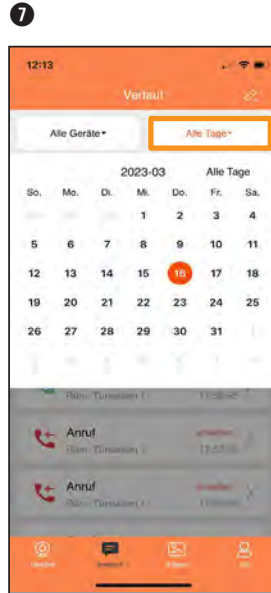 7
12:13
Verlauf
Alle Geräte
Alle Tage
2023-03 Alle Tage
So. Mo. Di. Mi. Do. Fr. Sa.
1 2 3 4
5 6 7 8 9 10 11
12 13 14 15 16 17 18
19 20 21 22 23 24 25
26 27 28 29 30 31
Anruf
Anruf